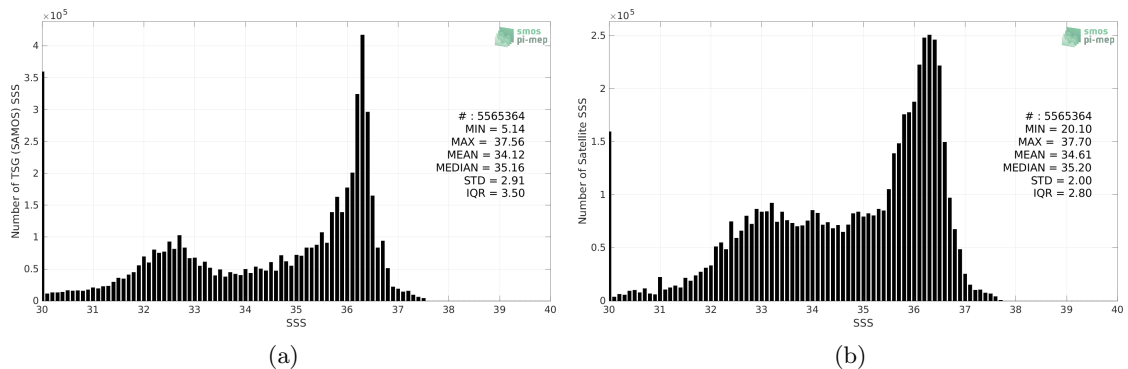 ×10⁵
4
3.5
3
2.5
2
1.5
1
0.5
0
30 31 32 33 34 35 36 37 38 39 40
SSS
Number of TSG (SAMOS) SSS
smos
pi-mep
# : 5565364
MIN = 5.14
MAX = 37.56
MEAN = 34.12
MEDIAN = 35.16
STD = 2.91
IQR = 3.50
(a)
×10⁵
2.5
2
1.5
1
0.5
0
30 31 32 33 34 35 36 37 38 39 40
SSS
Number of Satellite SSS
smos
pi-mep
# : 5565364
MIN = 20.10
MAX = 37.70
MEAN = 34.61
MEDIAN = 35.20
STD = 2.00
IQR = 2.80
(b)